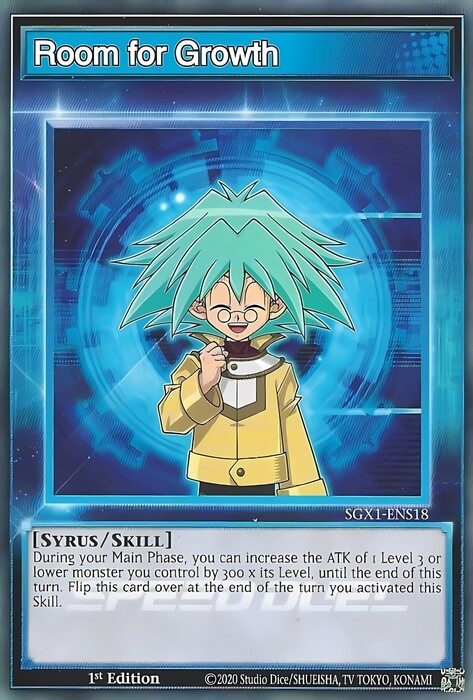 Room for Growth
SGX1-ENS18
[SYRUS/SKILL]
During your Main Phase, you can increase the ATK of 1 Level 3 or
lower monster you control by 300 x its Level, until the end of this
turn. Flip this card over at the end of the turn you activated this
Skill.
SPEED DUEL
1st Edition
©2020 Studio Dice/SHUEISHA, TV TOKYO, KONAMI